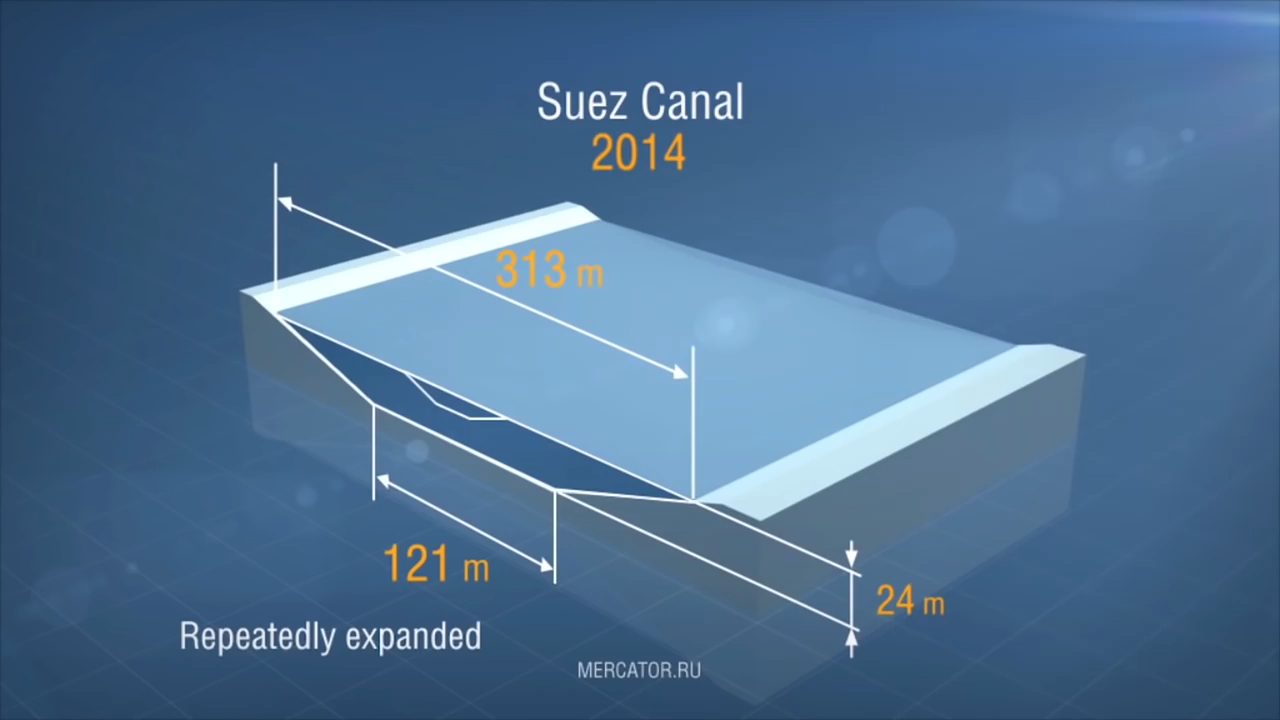 Suez Canal
2014
313 m
121 m
24 m
Repeatedly expanded
MERCATOR.RU